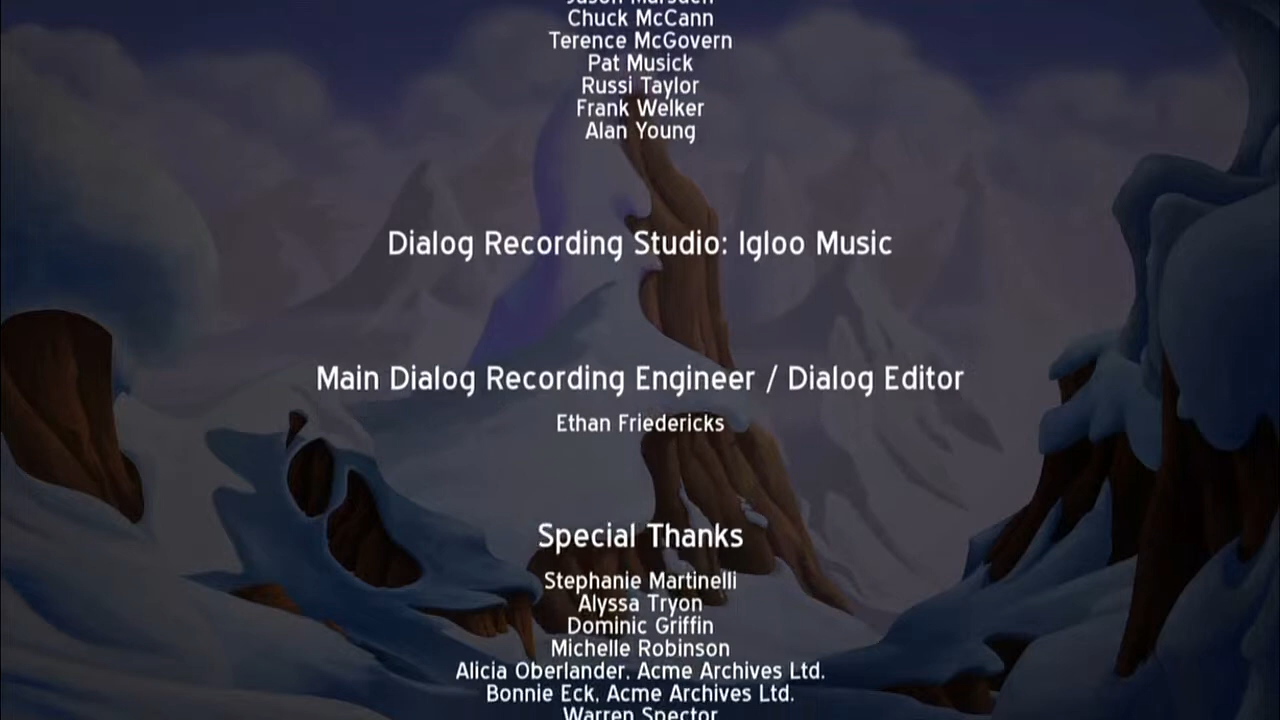 Jason Marsden
Chuck McCann
Terence McGovern
Pat Musick
Russi Taylor
Frank Welker
Alan Young
Dialog Recording Studio: Igloo Music
Main Dialog Recording Engineer / Dialog Editor
Ethan Friedericks
Special Thanks
Stephanie Martinelli
Alyssa Tryon
Dominic Griffin
Michelle Robinson
Alicia Oberlander, Acme Archives Ltd.
Bonnie Eck, Acme Archives Ltd.
Warren Spector